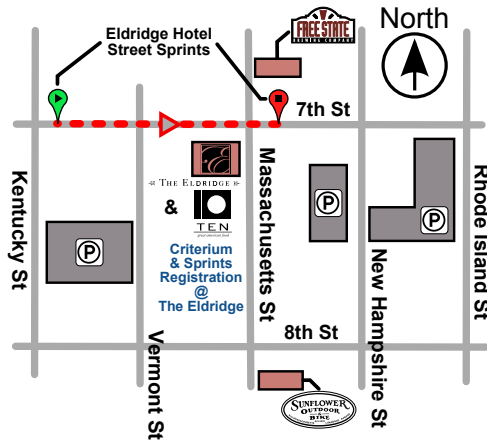 Eldridge Hotel
Street Sprints
FREE STATE
BREWING COMPANY
North
7th St
Kentucky St
Vermont St
Massachusetts St
New Hampshire St
Rhode Island St
E
THE ELDRIDGE
&
10
TEN
Criterium
& Sprints
Registration
@
The Eldridge
P
P
P
8th St
SUNFLOWER
OUTDOOR
&
BIKE